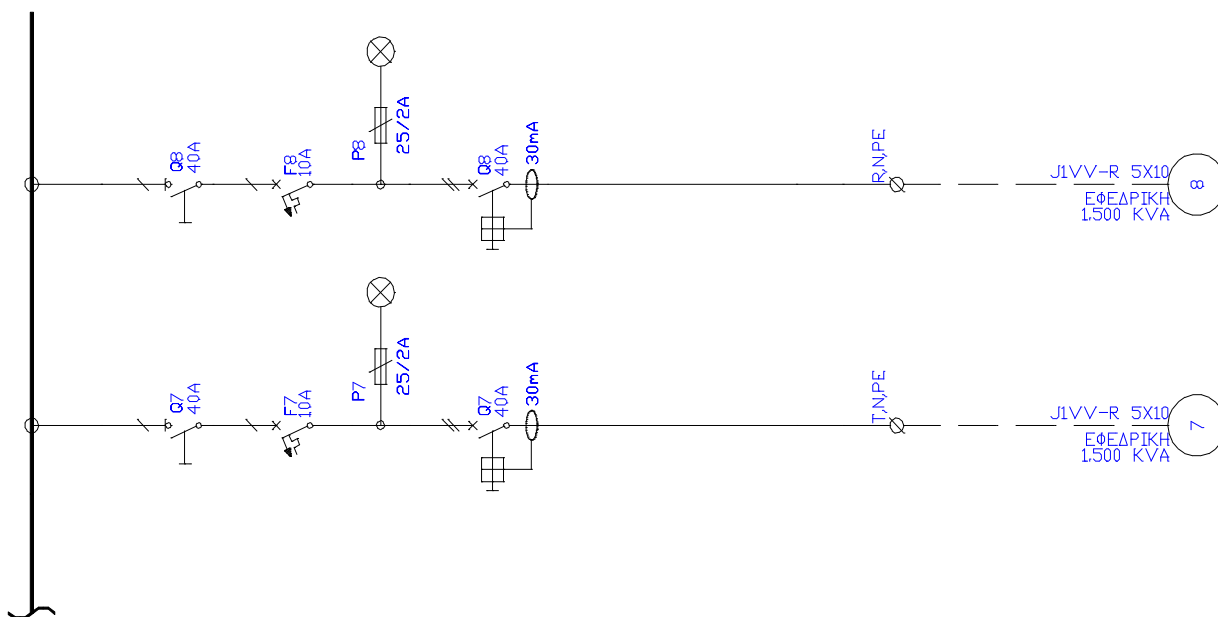 Q8
40A
F8
10A
P8
25/2A
Q8
40A
30mA
R,N,PE
J1VV-R 5X10
ΕΦΕΔΡΙΚΗ
1.500 KVA
8
Q7
40A
F7
10A
P7
25/2A
Q7
40A
30mA
T,N,PE
J1VV-R 5X10
ΕΦΕΔΡΙΚΗ
1.500 KVA
7